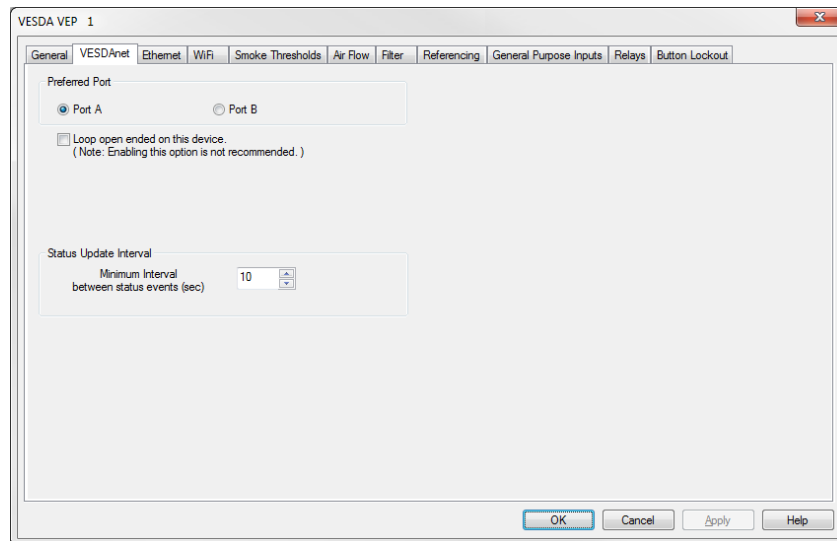 VESDA VEP 1
General VESDAnet Ethernet WiFi Smoke Thresholds Air Flow Filter Referencing General Purpose Inputs Relays Button Lockout
Preferred Port
Port A Port B
Loop open ended on this device.
( Note: Enabling this option is not recommended. )
Status Update Interval
Minimum Interval
between status events (sec)
10
OK Cancel Apply Help